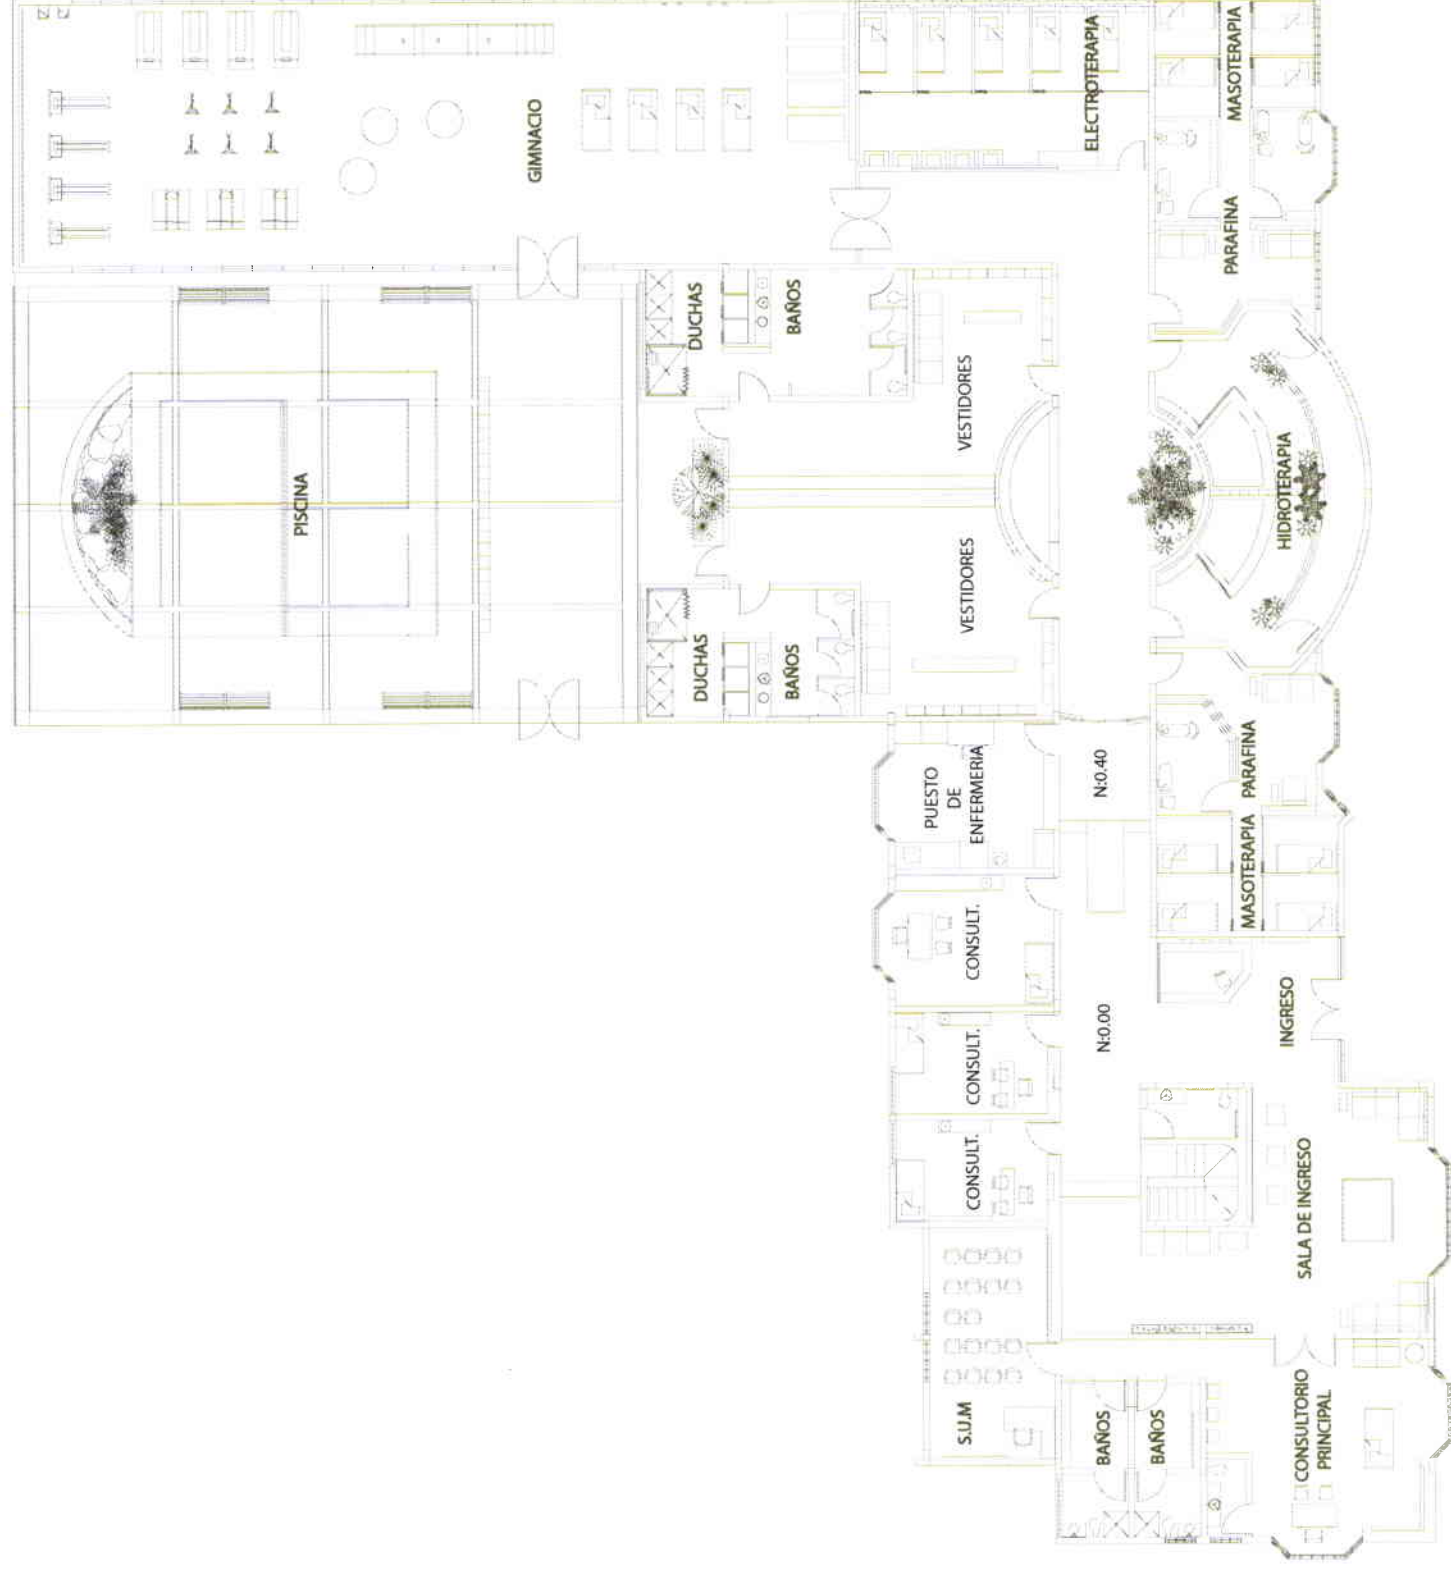 PISCINA
GIMNACIO
DUCHAS
DUCHAS
BAÑOS
BAÑOS
S.U.M
CONSULT.
CONSULT.
CONSULT.
PUESTO
DE
ENFERMERIA
VESTIDORES
VESTIDORES
BAÑOS
BAÑOS
N:0.00
N:0.40
ELECTROTERAPIA
CONSULTORIO
PRINCIPAL
SALA DE INGRESO
INGRESO
MASOTERAPIA
PARAFINA
HIDROTERAPIA
PARAFINA
MASOTERAPIA